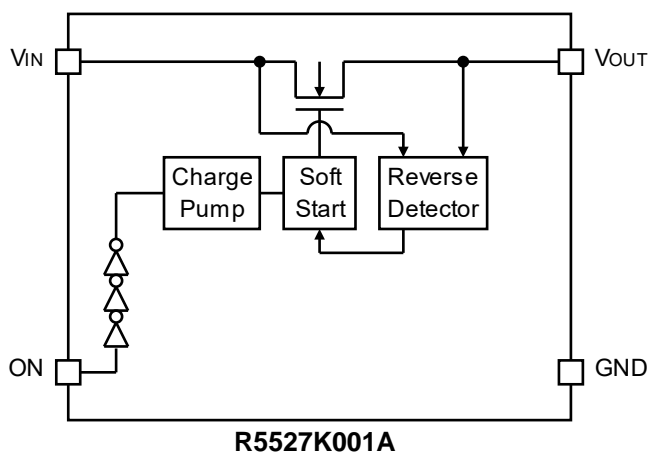 VIN
VOUT
Charge
Pump
Soft
Start
Reverse
Detector
ON
GND
R5527K001A